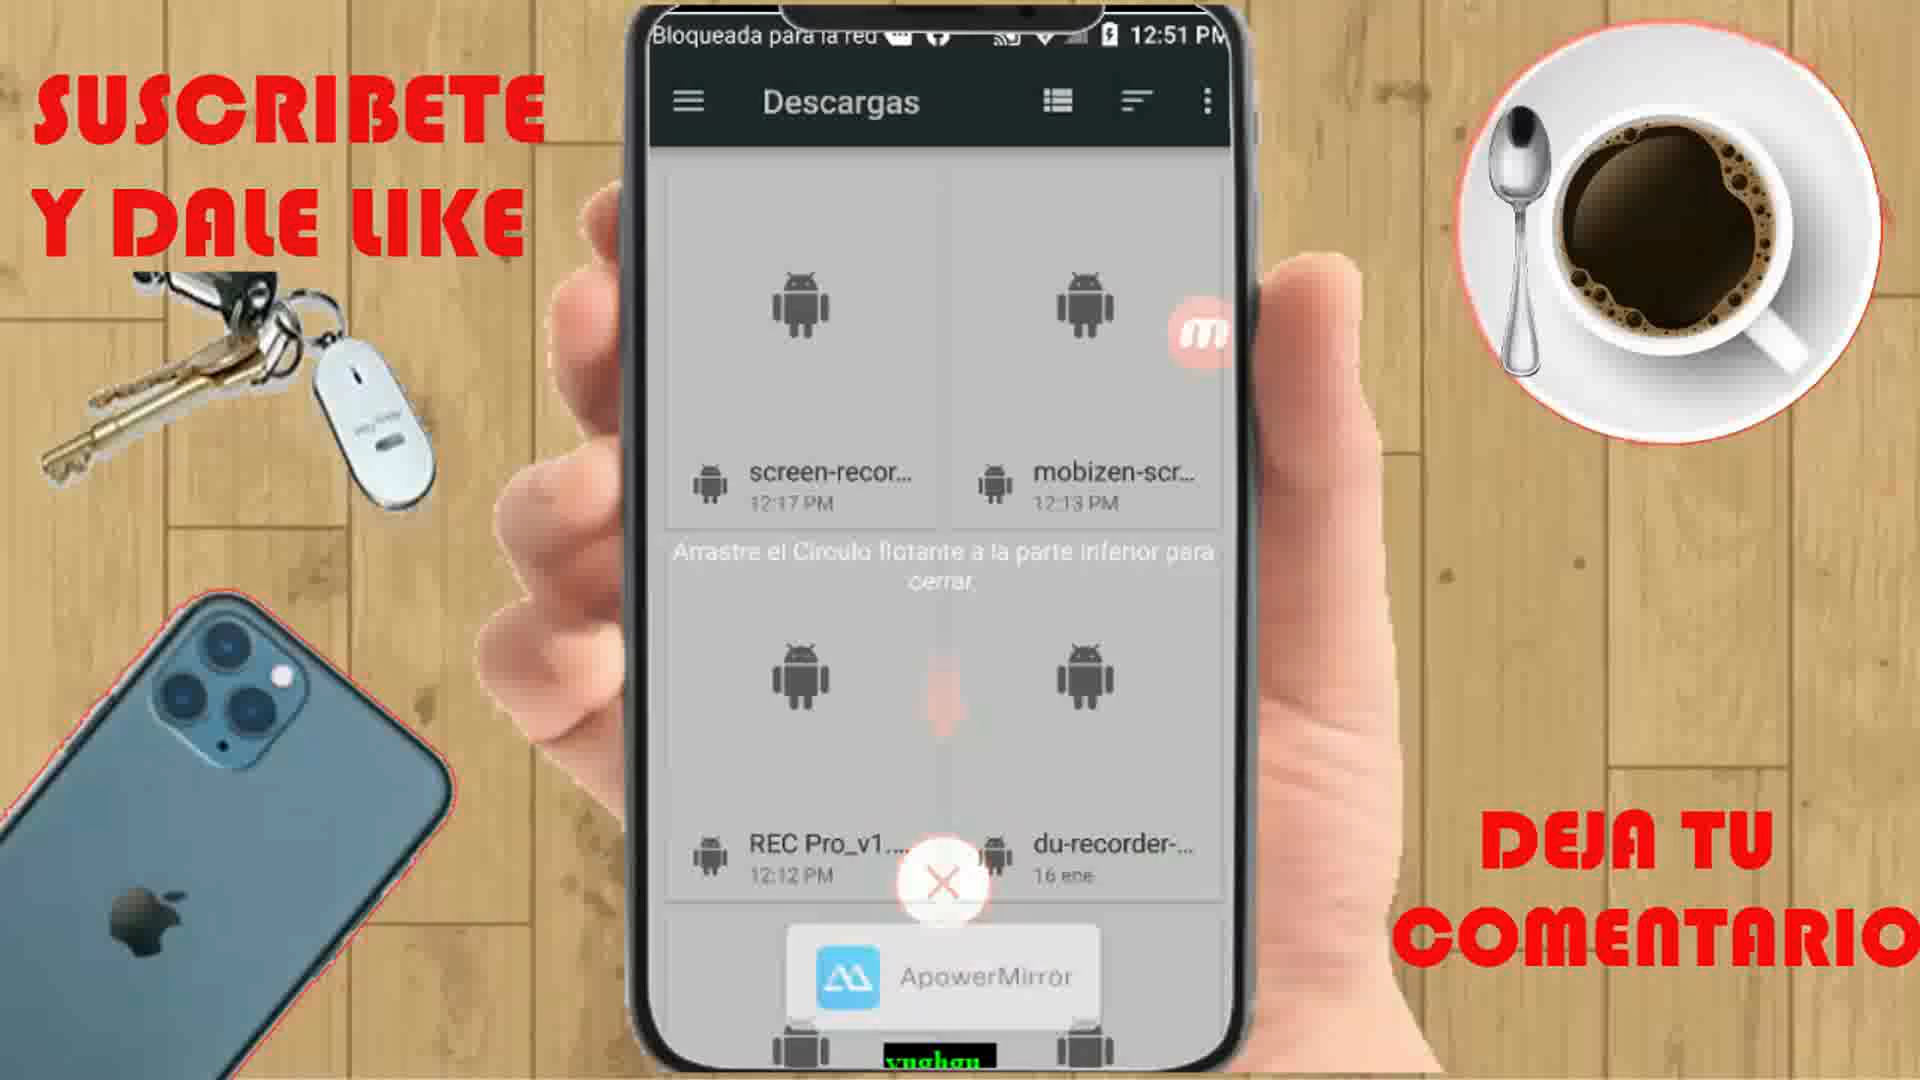 SUSCRIBETE
Y DALE LIKE
Bloqueada para la red
12:51 PM
Descargas
screen-recor...
12:17 PM
mobizen-scr...
12:13 PM
Arrastre el Círculo flotante a la parte inferior para
cerrar.
REC Pro_v1....
12:12 PM
du-recorder-...
16 ene.
ApowerMirror
DEJA TU
COMENTARIO